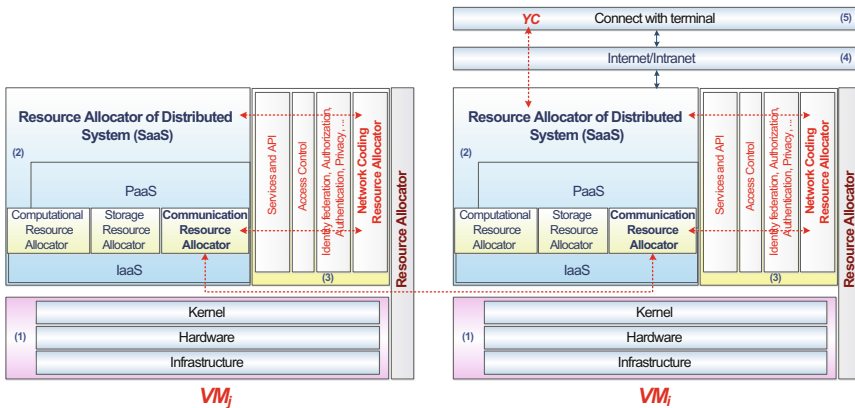 YC
Connect with terminal
(5)
Internet/Intranet
(4)
Resource Allocator of Distributed
System (SaaS)
(2)
PaaS
Computational
Resource
Allocator
Storage
Resource
Allocator
Communication
Resource
Allocator
IaaS
Services and API
Access Control
Identity federation, Authorization,
Authentication, Privacy, ...
Network Coding
Resource Allocator
(3)
Resource Allocator
(1)
Kernel
Hardware
Infrastructure
VMj
Resource Allocator of Distributed
System (SaaS)
(2)
PaaS
Computational
Resource
Allocator
Storage
Resource
Allocator
Communication
Resource
Allocator
IaaS
Services and API
Access Control
Identity federation, Authorization,
Authentication, Privacy, ...
Network Coding
Resource Allocator
(3)
Resource Allocator
(1)
Kernel
Hardware
Infrastructure
VMi